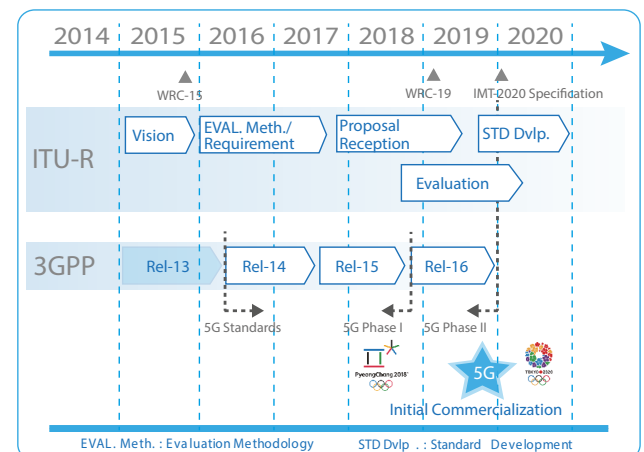 2014 2015 2016 2017 2018 2019 2020
WRC-15 WRC-19 IMT-2020 Specification
ITU-R
Vision
EVAL. Meth./
Requirement
Proposal
Reception
STD Dvlp.
Evaluation
3GPP
Rel-13 Rel-14 Rel-15 Rel-16
5G Standards 5G Phase I 5G Phase II
PyeongChang 2018
5G
TOKYO 2020
Initial Commercialization
EVAL. Meth. : Evaluation Methodology STD Dvlp . : Standard Development